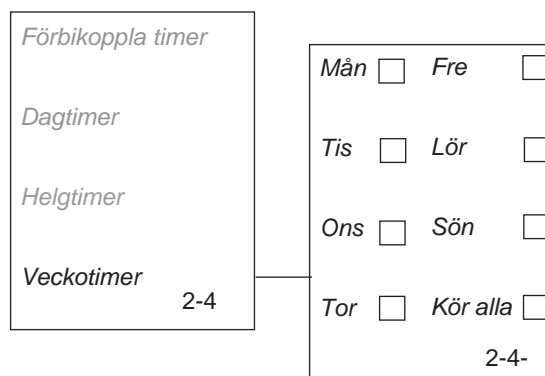 Förbikoppla timer
Dagtimer
Helgtimer
Veckotimer
2-4
Mån Fre
Tis Lör
Ons Sön
Tor Kör alla
2-4-